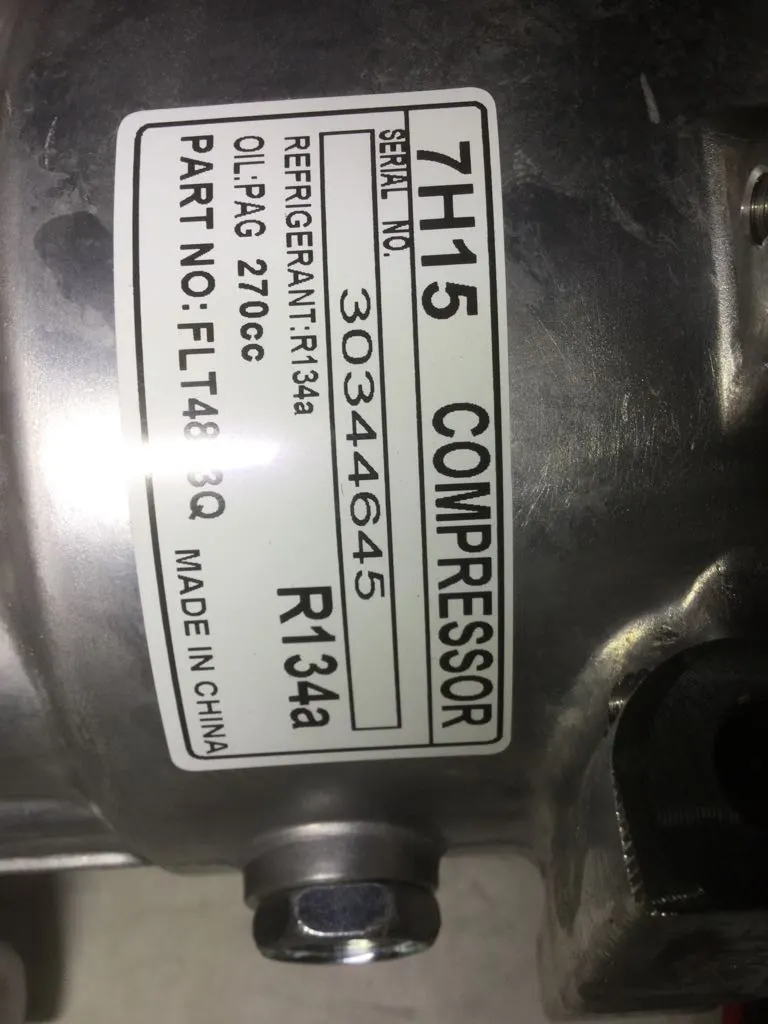 7H15 COMPRESSOR
SERIAL NO.
30344645
REFRIGERANT:R134a
R134a
OIL:PAG 270cc
PART NO:
MADE IN CHINA